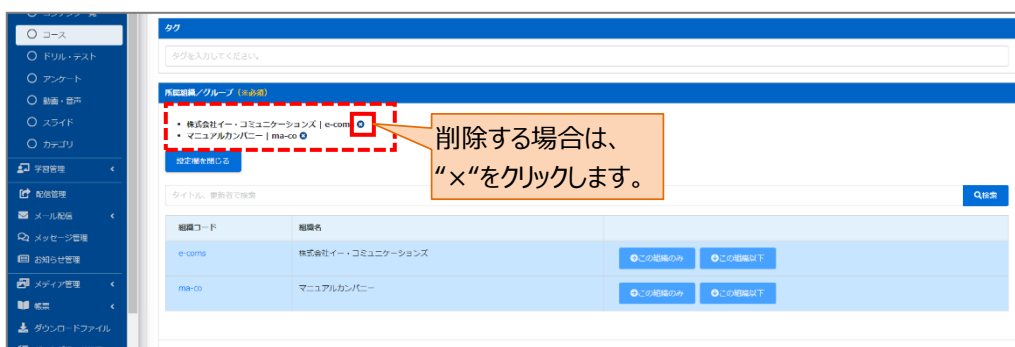 コース
ドリル・テスト
アンケート
動画・音声
スライド
カテゴリ
学習管理
配信管理
メール配信
メッセージ管理
お知らせ管理
メディア管理
帳票
ダウンロードファイル
タグ
タグを入力してください。
所属組織／グループ（※必須）
• 株式会社イー・コミュニケーションズ | e-com
• マニュアルカンパニー | ma-co
設定欄を閉じる
削除する場合は、
“×“をクリックします。
タイトル、更新者で検索
検索
組織コード 組織名
e-coms 株式会社イー・コミュニケーションズ この組織のみ この組織以下
ma-co マニュアルカンパニー この組織のみ この組織以下